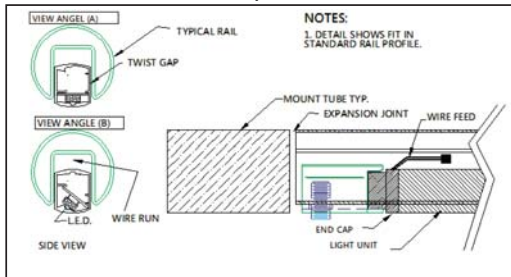 VIEW ANGEL (A)
TYPICAL RAIL
TWIST GAP
VIEW ANGLE (B)
L.E.D.
WIRE RUN
SIDE VIEW
NOTES:
1. DETAIL SHOWS FIT IN
STANDARD RAIL PROFILE.
MOUNT TUBE TYP.
EXPANSION JOINT
WIRE FEED
END CAP
LIGHT UNIT